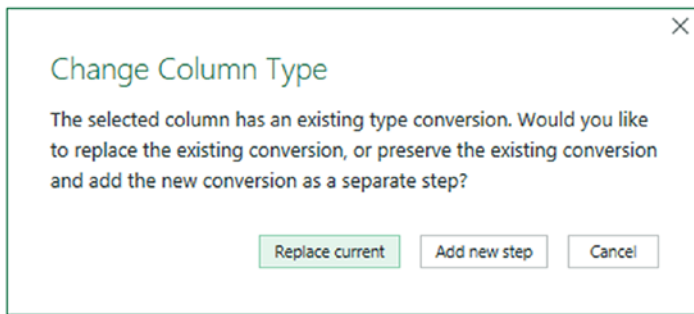 Change Column Type
The selected column has an existing type conversion. Would you like
to replace the existing conversion, or preserve the existing conversion
and add the new conversion as a separate step?
Replace current Add new step Cancel